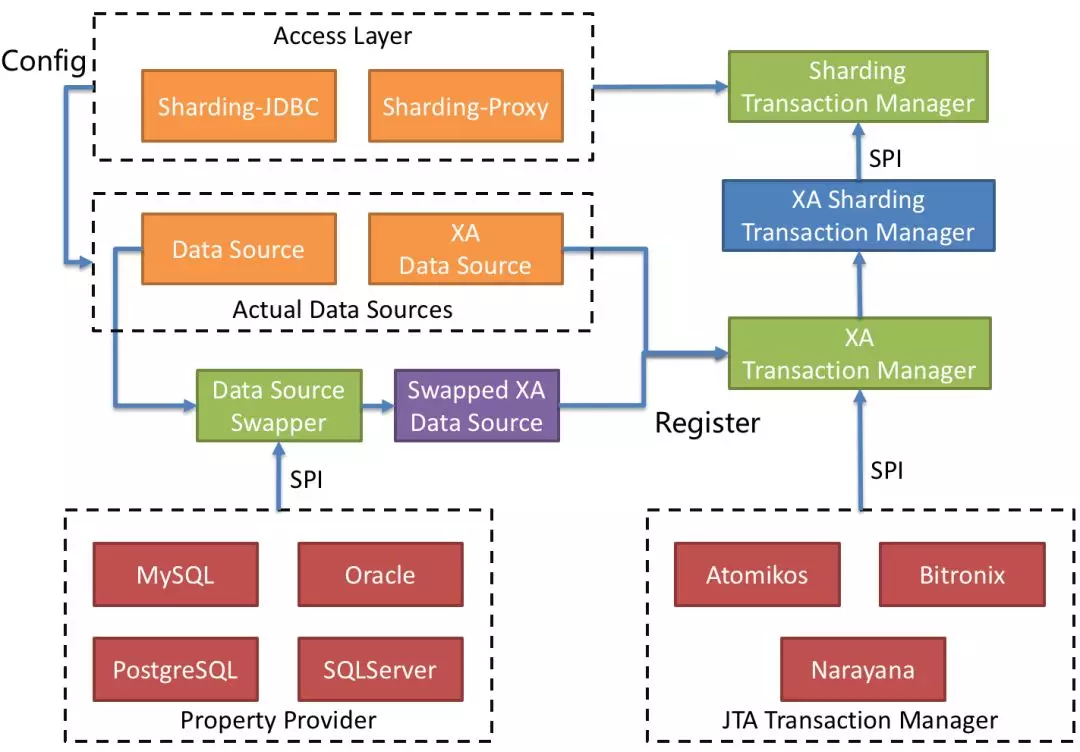 Config
Access Layer
Sharding-JDBC
Sharding-Proxy
Sharding
Transaction Manager
SPI
XA Sharding
Transaction Manager
Data Source
XA
Data Source
Actual Data Sources
XA
Transaction Manager
Data Source
Swapper
Swapped XA
Data Source
Register
SPI
SPI
MySQL
Oracle
PostgreSQL
SQLServer
Property Provider
Atomikos
Bitronix
Narayana
JTA Transaction Manager